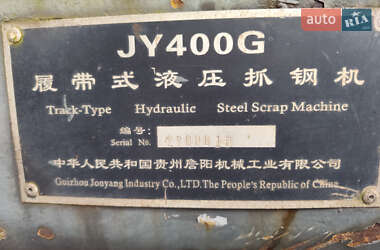 auto RIA
JY400G
履带式液压抓钢机
Track-Type Hydraulic Steel Scrap Machine
编号:
Serial No.
中华人民共和国贵州詹阳机械工业有限公司
Guizhou Jonyang Industry Co.,LTD.The People's Republic of China